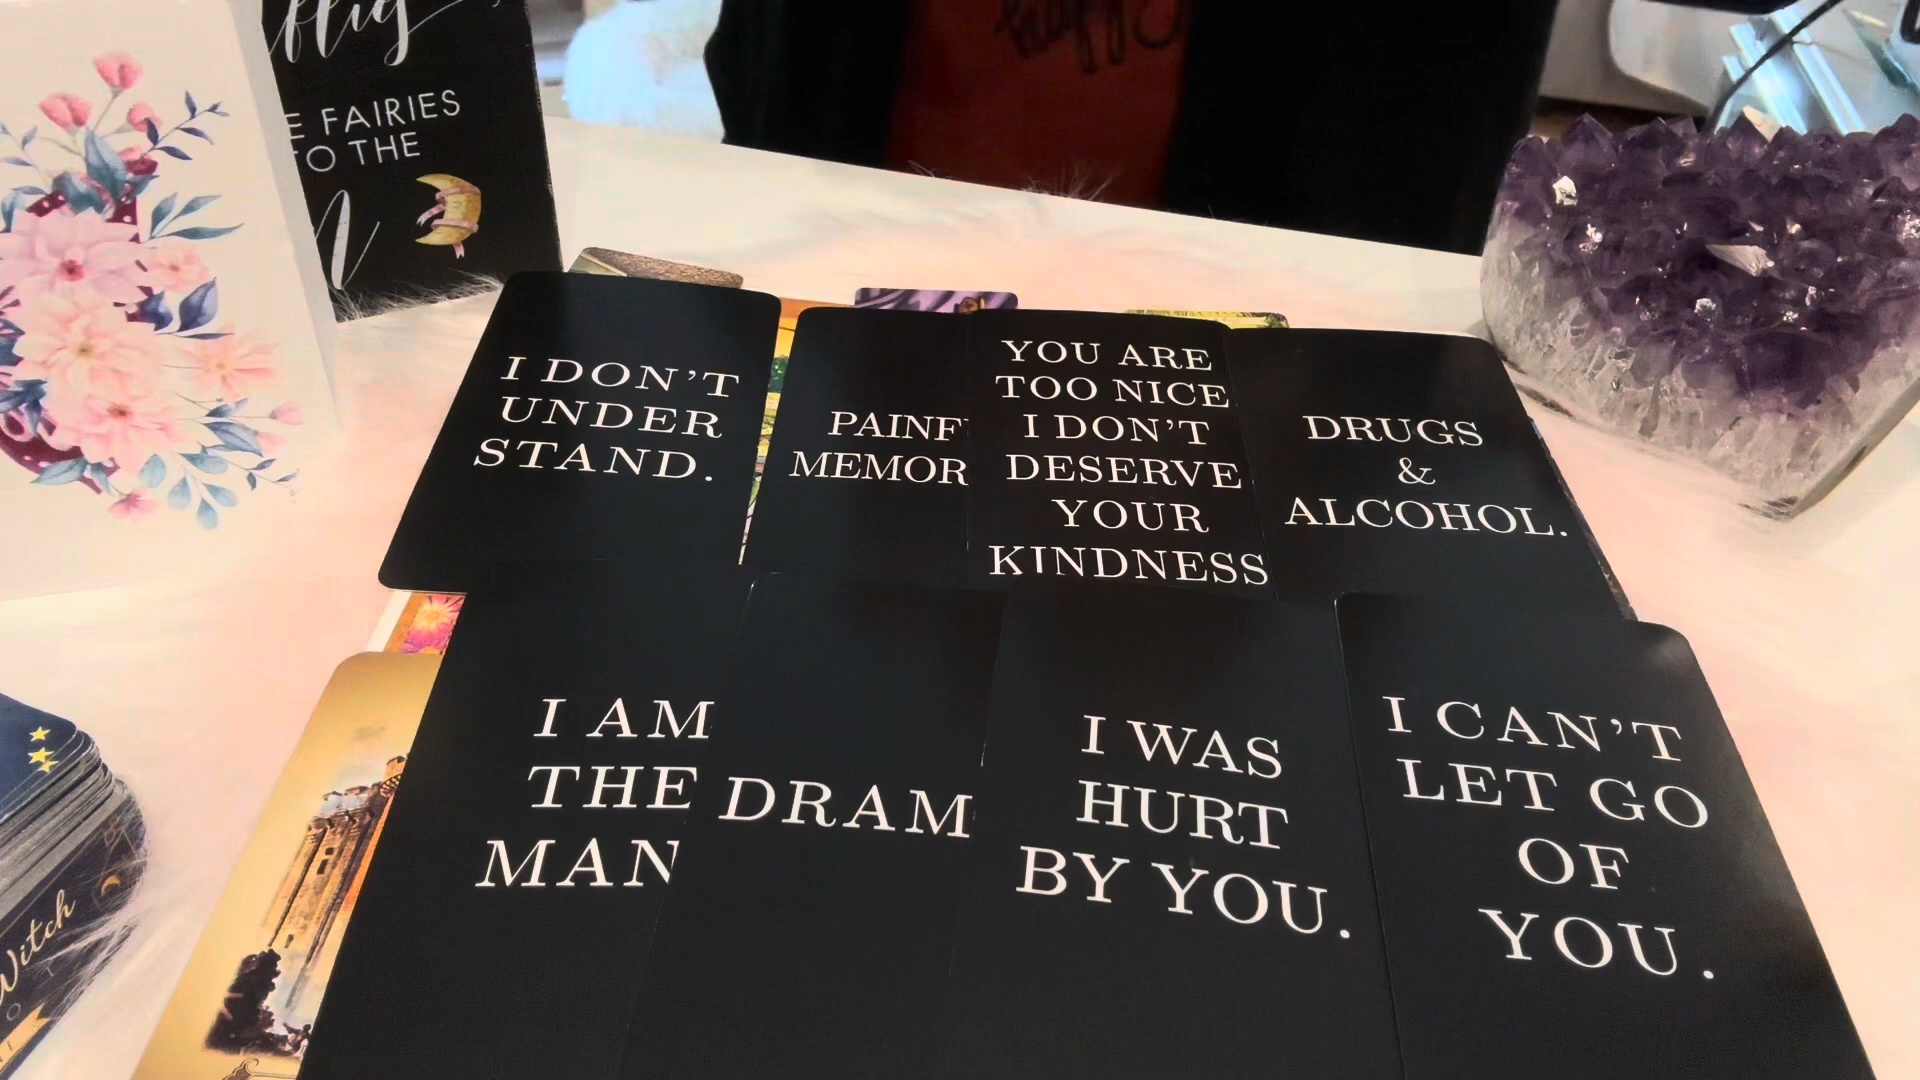 E FAIRIES
TO THE
I DON'T
UNDER
STAND.
PAINF
MEMOR
YOU ARE
TOO NICE
I DON'T
DESERVE
YOUR
KINDNESS
DRUGS
&
ALCOHOL.
I AM
THE
MAN
DRAM
I WAS
HURT
BY YOU.
I CAN'T
LET GO
OF
YOU.
Witch